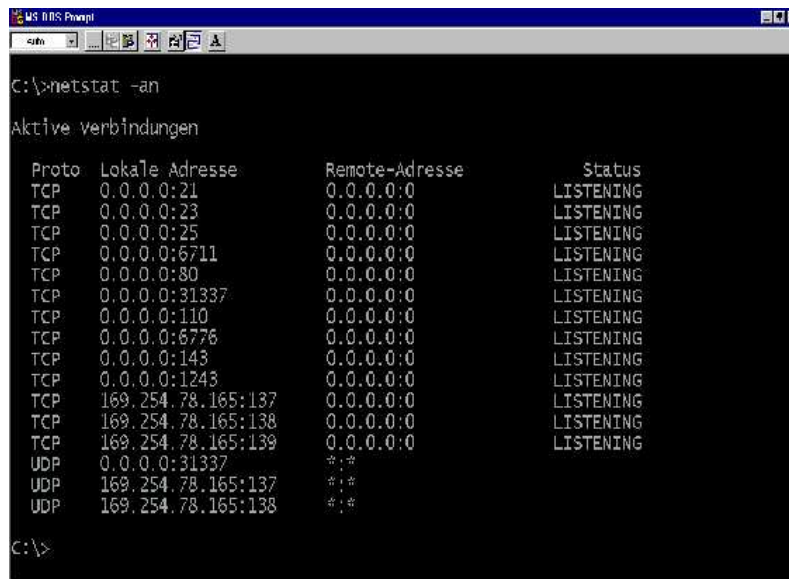 MS-DOS Prompt
Auto
A
C:\>netstat -an
Aktive Verbindungen
Proto Lokale Adresse Remote-Adresse Status
TCP 0.0.0.0:21 0.0.0.0:0 LISTENING
TCP 0.0.0.0:23 0.0.0.0:0 LISTENING
TCP 0.0.0.0:25 0.0.0.0:0 LISTENING
TCP 0.0.0.0:6711 0.0.0.0:0 LISTENING
TCP 0.0.0.0:80 0.0.0.0:0 LISTENING
TCP 0.0.0.0:31337 0.0.0.0:0 LISTENING
TCP 0.0.0.0:110 0.0.0.0:0 LISTENING
TCP 0.0.0.0:6776 0.0.0.0:0 LISTENING
TCP 0.0.0.0:143 0.0.0.0:0 LISTENING
TCP 0.0.0.0:1243 0.0.0.0:0 LISTENING
TCP 169.254.78.165:137 0.0.0.0:0 LISTENING
TCP 169.254.78.165:138 0.0.0.0:0 LISTENING
TCP 169.254.78.165:139 0.0.0.0:0 LISTENING
UDP 0.0.0.0:31337 *:*
UDP 169.254.78.165:137 *:*
UDP 169.254.78.165:138 *:*
C:\>